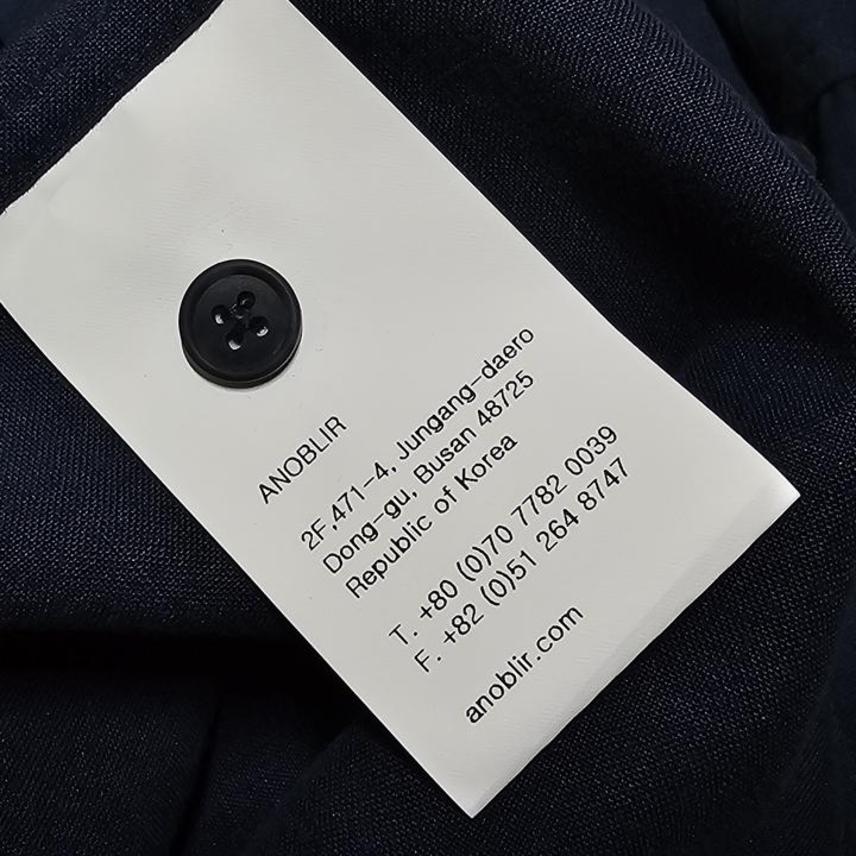 ANOBLIR
2F,471-4, Jungang-daero
Dong-gu, Busan 48725
Republic of Korea
T. +80 (0)70 7782 0039
F. +82 (0)51 264 8747
anoblir.com